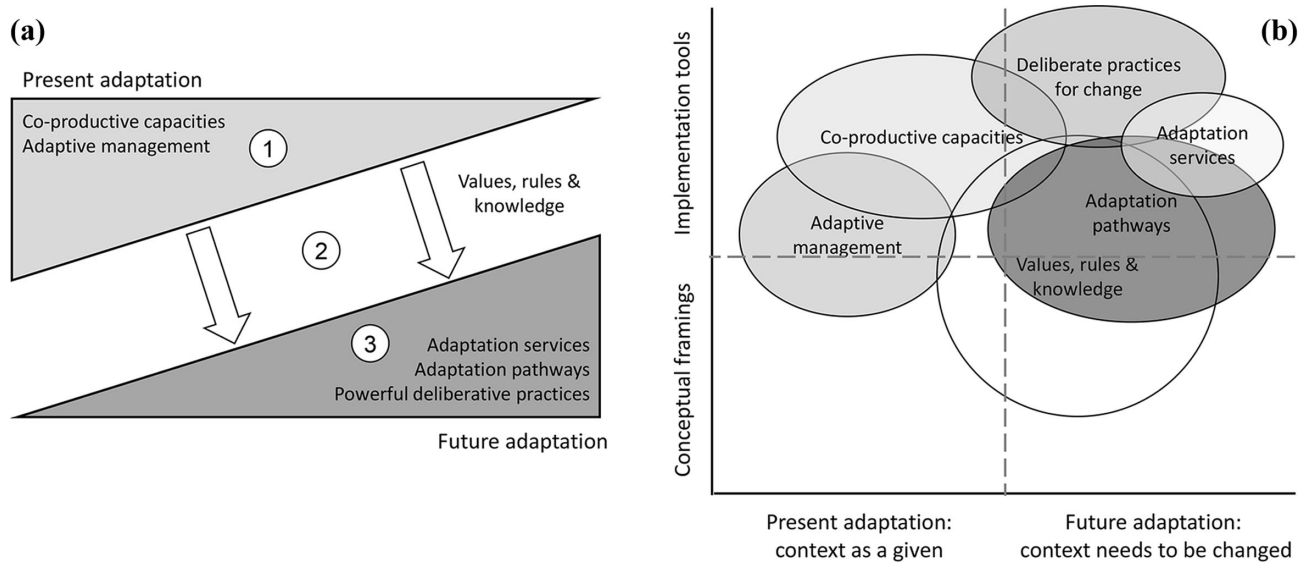 (a)
Present adaptation
Co-productive capacities
Adaptive management
1
Values, rules &
knowledge
2
3
Adaptation services
Adaptation pathways
Powerful deliberative practices
Future adaptation
(b)
Implementation tools
Conceptual framings
Deliberate practices
for change
Co-productive capacities
Adaptation
services
Adaptive
management
Adaptation
pathways
Values, rules &
knowledge
Present adaptation:
context as a given
Future adaptation:
context needs to be changed